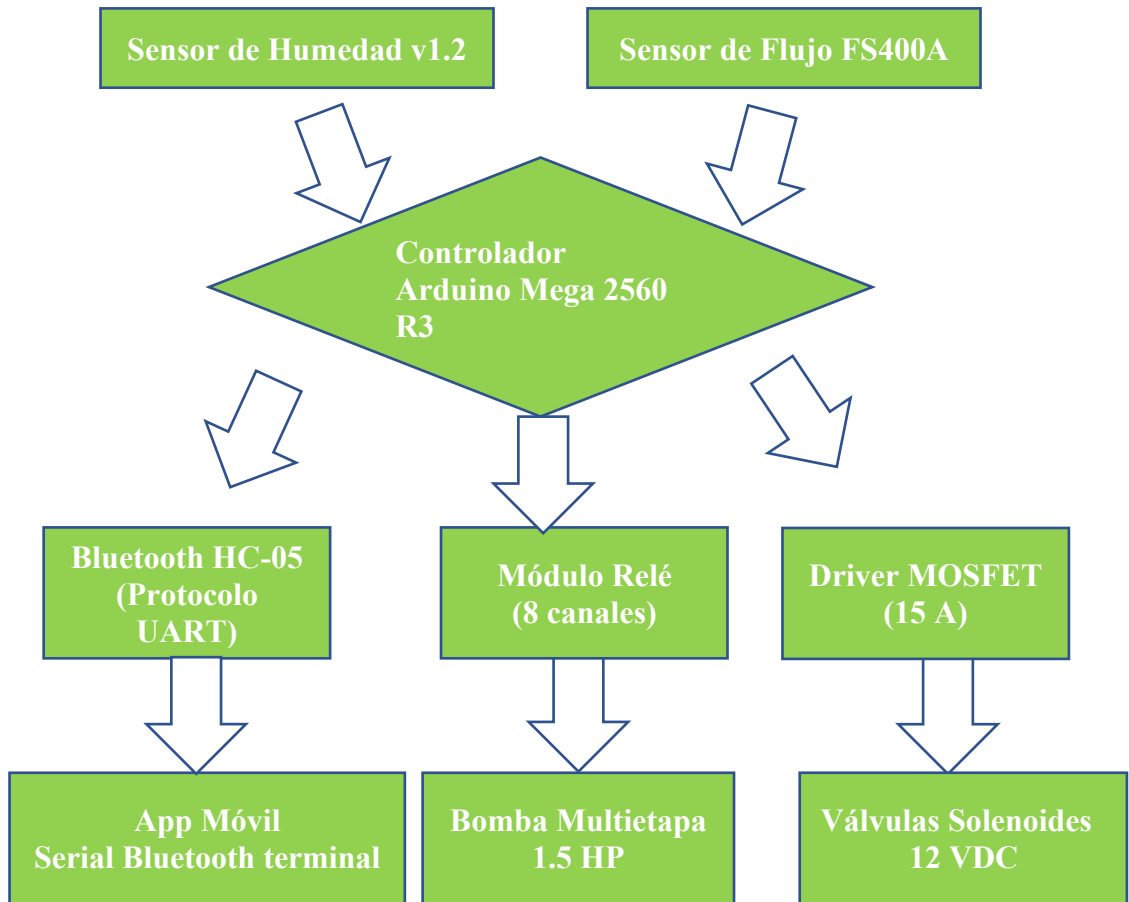 Sensor de Humedad v1.2
Sensor de Flujo FS400A
Controlador
Arduino Mega 2560
R3
Bluetooth HC-05
(Protocolo
UART)
Módulo Relé
(8 canales)
Driver MOSFET
(15 A)
App Móvil
Serial Bluetooth terminal
Bomba Multietapa
1.5 HP
Válvulas Solenoides
12 VDC